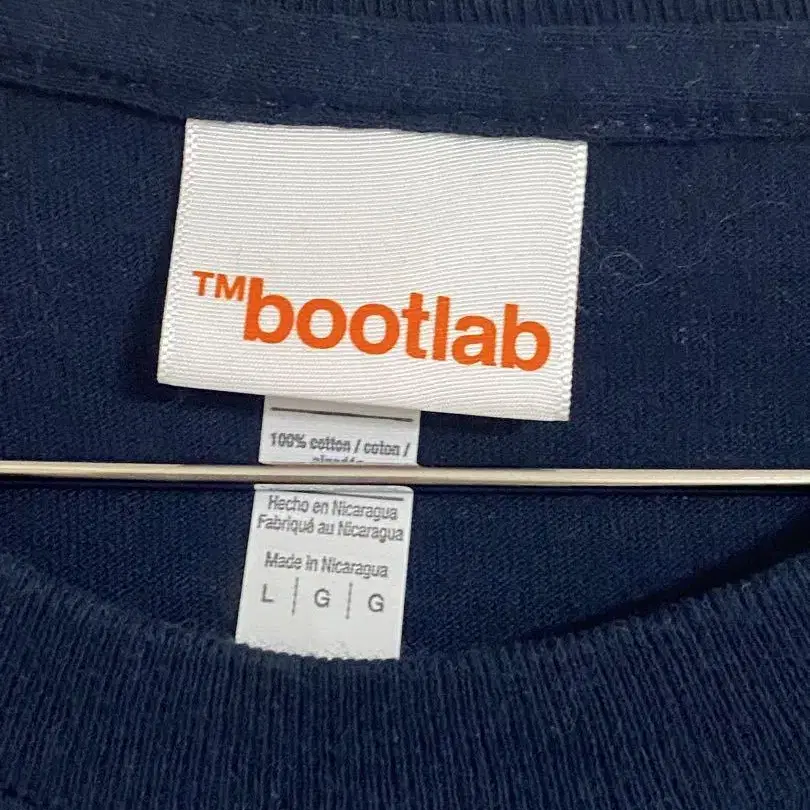 ™bootlab
100% cotton / coton /
Hecho en Nicaragua
Fabriqué au Nicaragua
Made in Nicaragua
L | G | G